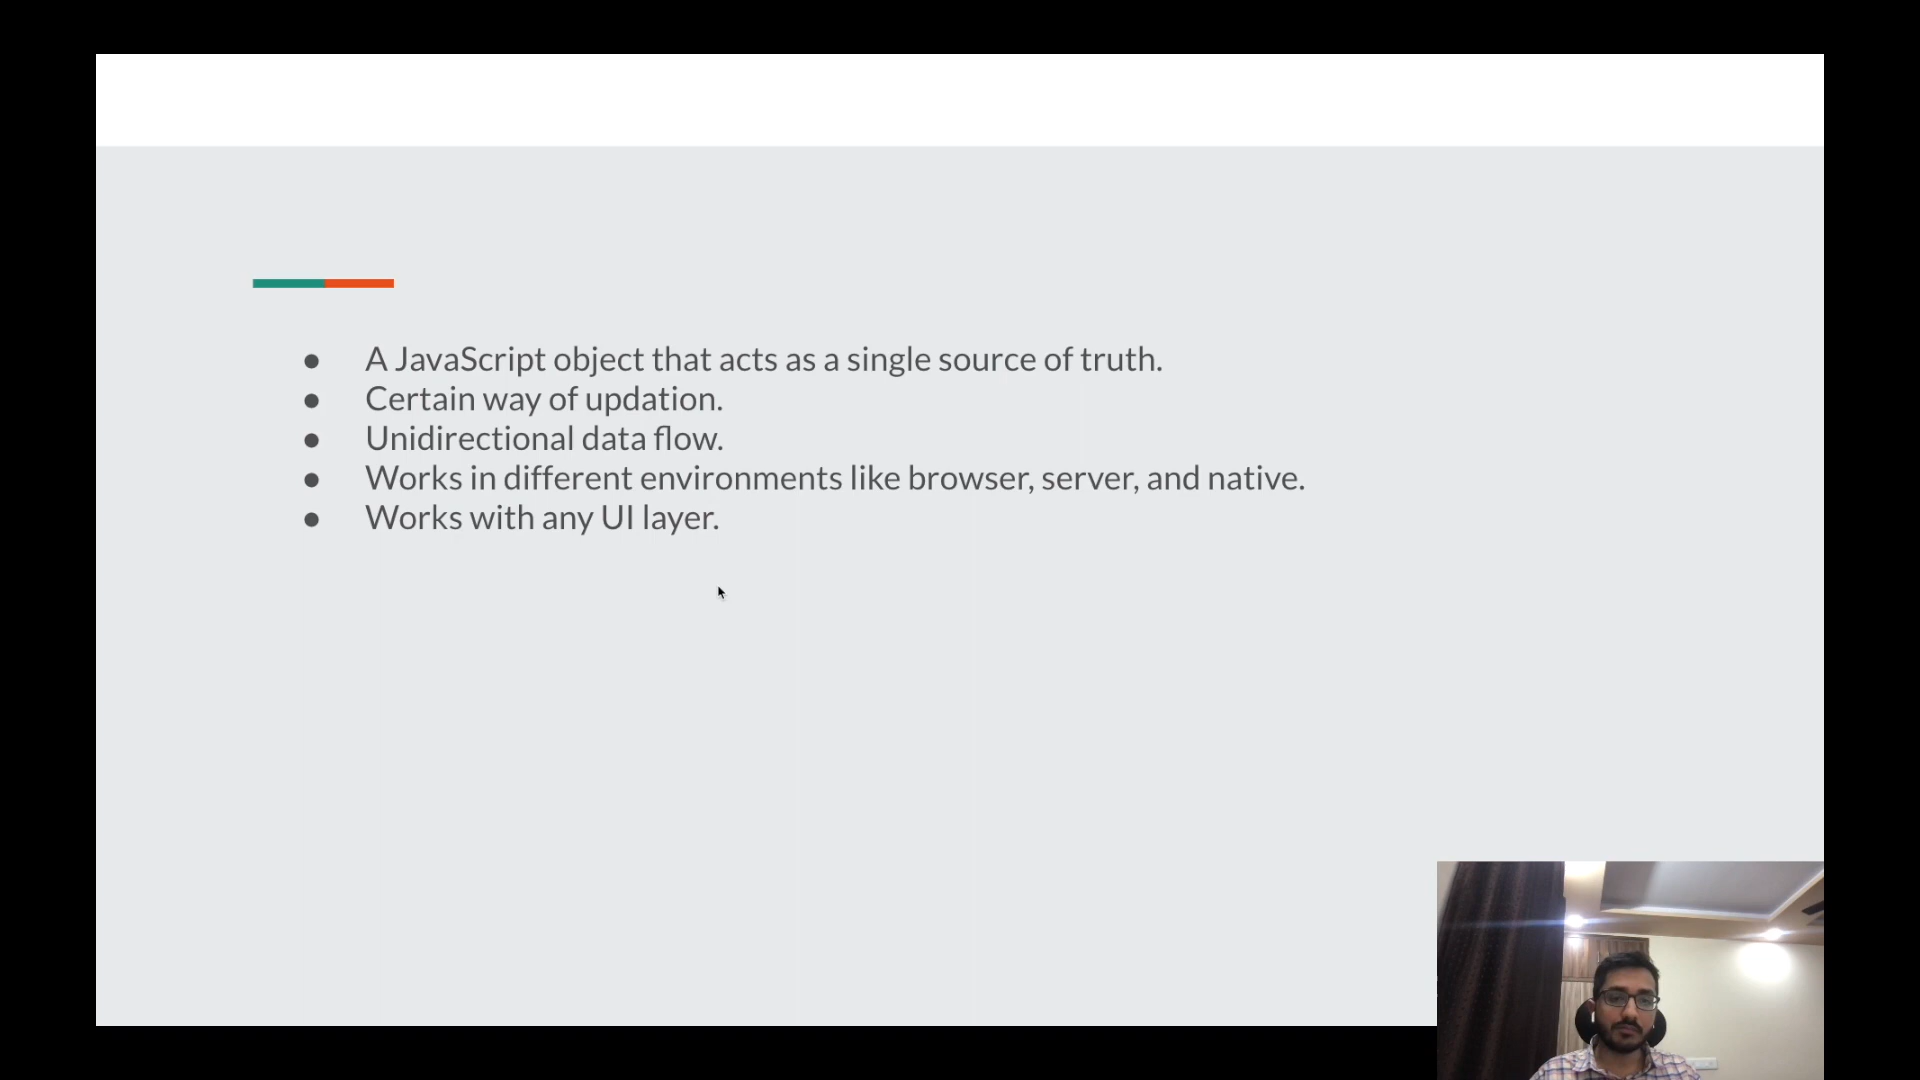 ● A JavaScript object that acts as a single source of truth.
● Certain way of updation.
● Unidirectional data flow.
● Works in different environments like browser, server, and native.
● Works with any UI layer.